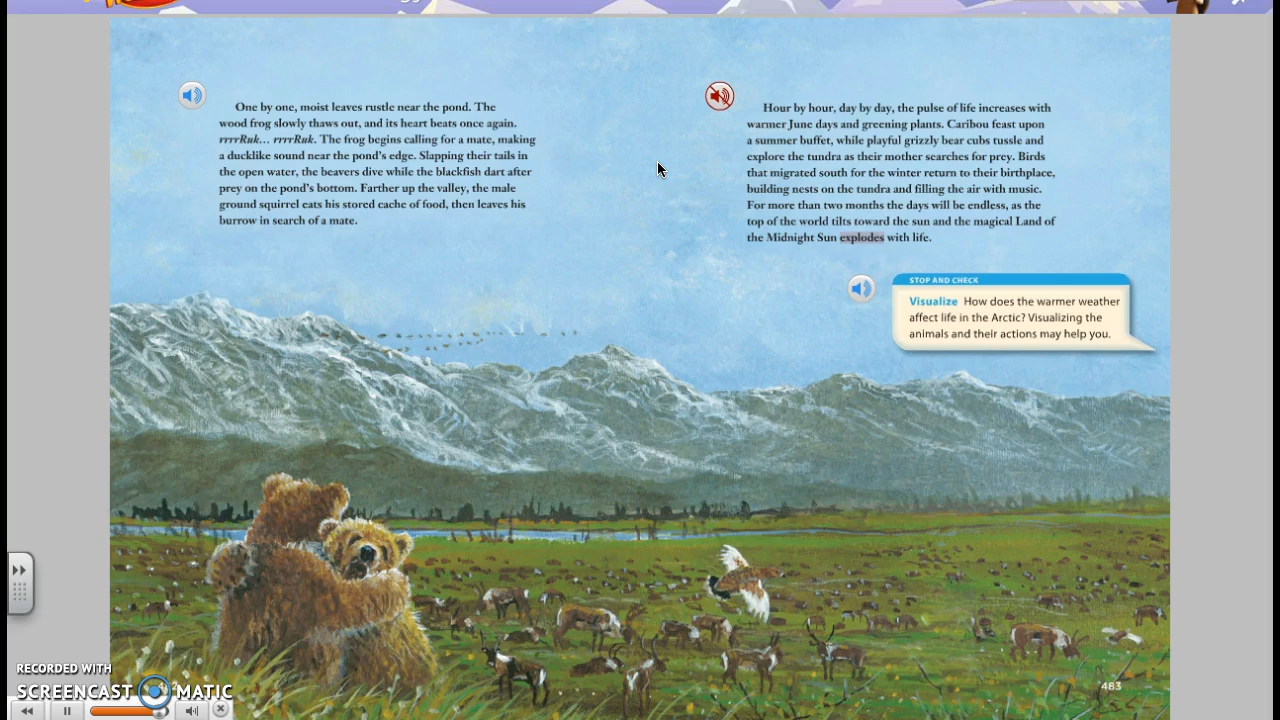 One by one, moist leaves rustle near the pond. The
wood frog slowly thaws out, and its heart beats once again.
rrrrRuk... rrrrRuk. The frog begins calling for a mate, making
a ducklike sound near the pond's edge. Slapping their tails in
the open water, the beavers dive while the blackfish dart after
prey on the pond's bottom. Farther up the valley, the male
ground squirrel eats his stored cache of food, then leaves his
burrow in search of a mate.
Hour by hour, day by day, the pulse of life increases with
warmer June days and greening plants. Caribou feast upon
a summer buffet, while playful grizzly bear cubs tussle and
explore the tundra as their mother searches for prey. Birds
that migrated south for the winter return to their birthplace,
building nests on the tundra and filling the air with music.
For more than two months the days will be endless, as the
top of the world tilts toward the sun and the magical Land of
the Midnight Sun explodes with life.
STOP AND CHECK
Visualize How does the warmer weather
affect life in the Arctic? Visualizing the
animals and their actions may help you.
483
RECORDED WITH
SCREENCAST MATIC